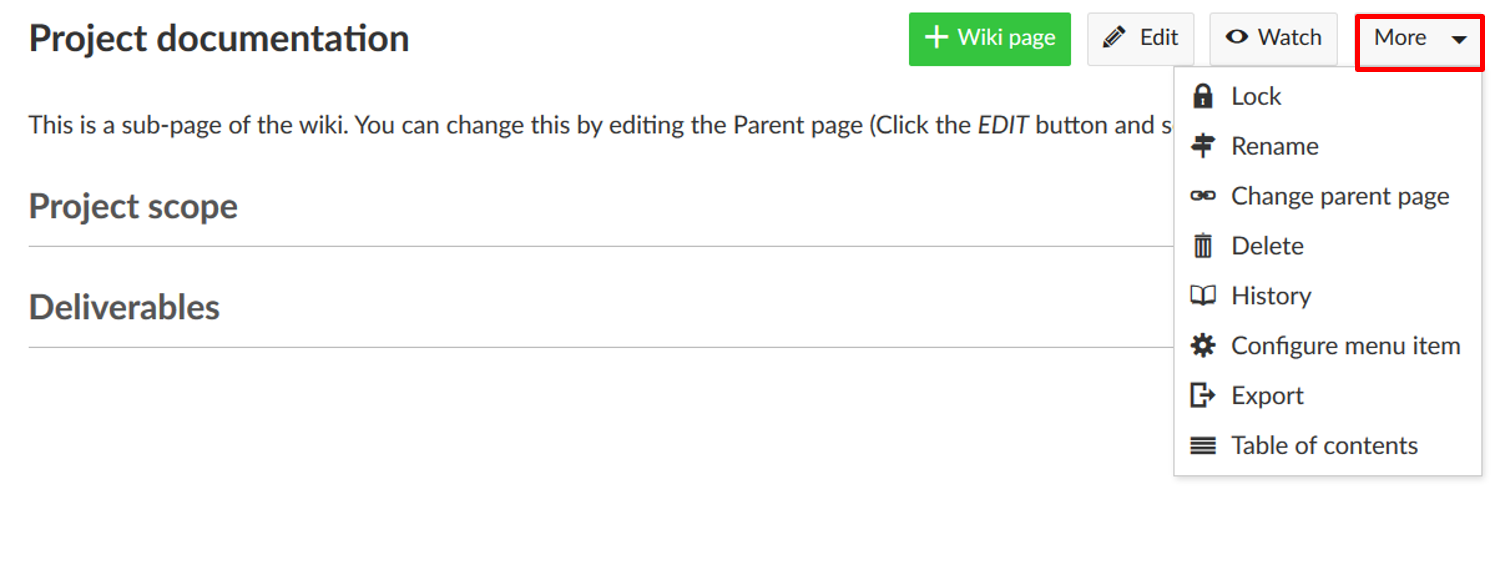 Project documentation
Wiki page
Edit
Watch
More
Lock
This is a sub-page of the wiki. You can change this by editing the Parent page (Click the EDIT button and s
Rename
Change parent page
Project scope
Delete
History
Deliverables
Configure menu item
Export
Table of contents